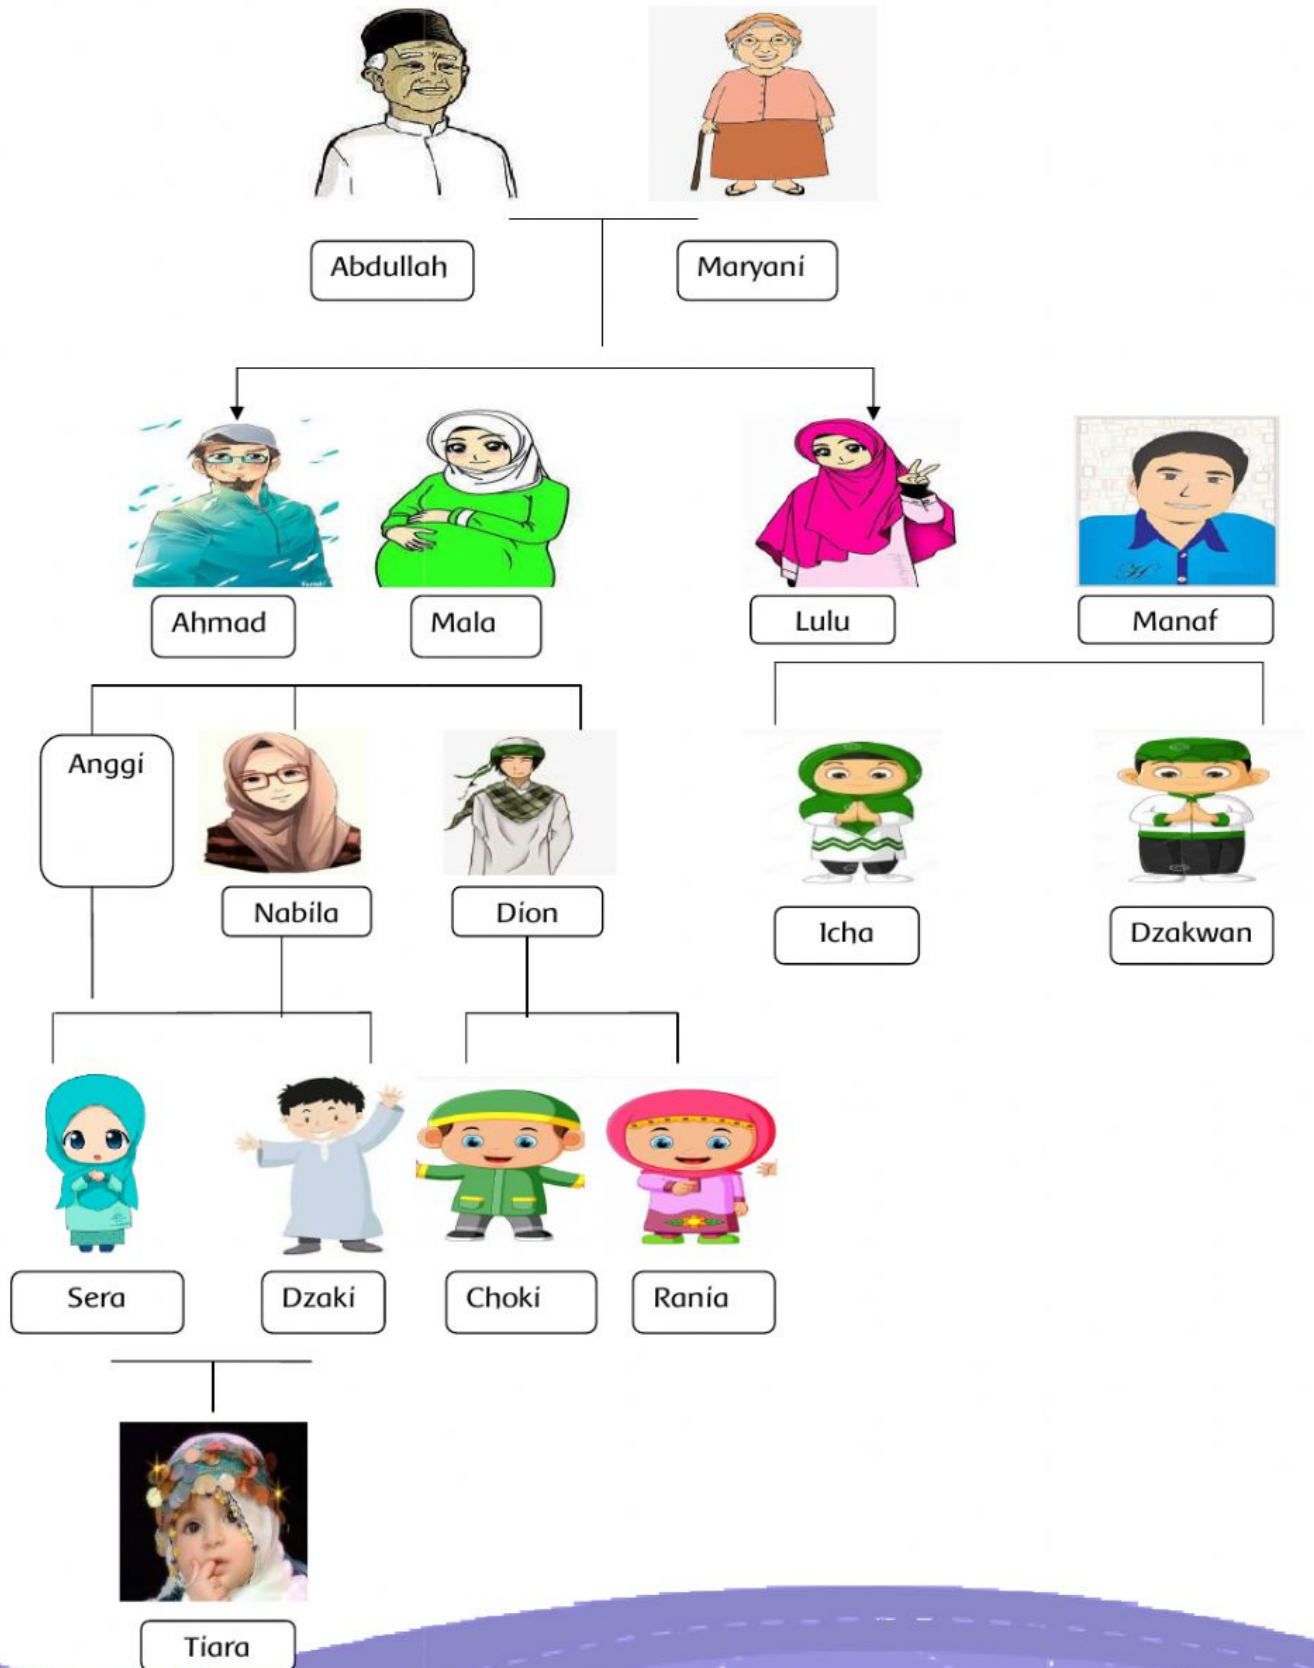 Abdullah
Maryani
Ahmad
Mala
Lulu
Manaf
Anggi
Nabila
Dion
Icha
Dzakwan
Sera
Dzaki
Choki
Rania
Tiara